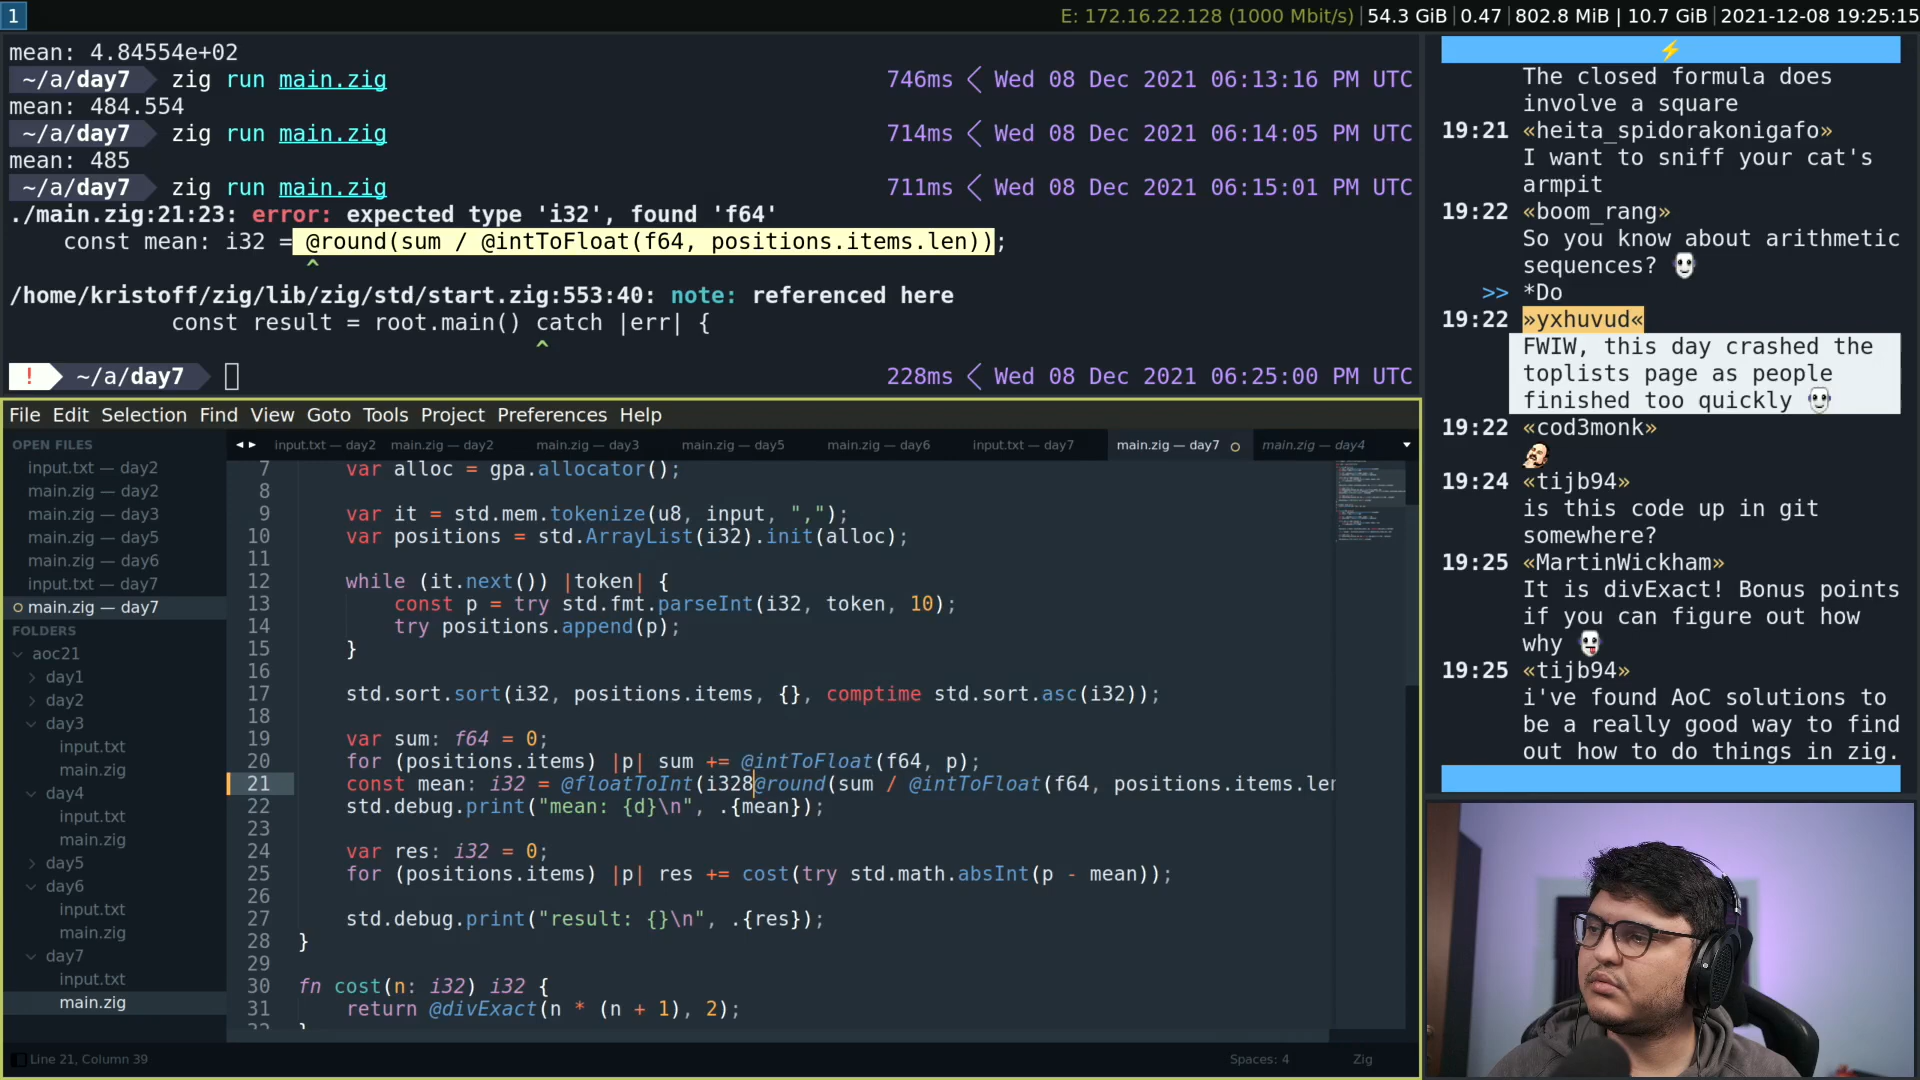 1
E: 172.16.22.128 (1000 Mbit/s) | 54.3 GiB | 0.47 | 802.8 MiB | 10.7 GiB | 2021-12-08 19:25:15
mean: 4.84554e+02
~/a/day7 zig run main.zig 746ms Wed 08 Dec 2021 06:13:16 PM UTC
mean: 484.554
~/a/day7 zig run main.zig 714ms Wed 08 Dec 2021 06:14:05 PM UTC
mean: 485
~/a/day7 zig run main.zig 711ms Wed 08 Dec 2021 06:15:01 PM UTC
./main.zig:21:23: error: expected type 'i32', found 'f64'
const mean: i32 = @round(sum / @intToFloat(f64, positions.items.len));
^
/home/kristoff/zig/lib/zig/std/start.zig:553:40: note: referenced here
const result = root.main() catch |err| {
^
! ~/a/day7 228ms Wed 08 Dec 2021 06:25:00 PM UTC
File Edit Selection Find View Goto Tools Project Preferences Help
OPEN FILES
input.txt — day2
main.zig — day2
main.zig — day3
main.zig — day5
main.zig — day6
input.txt — day7
main.zig — day7
FOLDERS
aoc21
day1
day2
day3
input.txt
main.zig
day4
input.txt
main.zig
day5
day6
input.txt
main.zig
day7
input.txt
main.zig
input.txt — day2 main.zig — day2 main.zig — day3 main.zig — day5 main.zig — day6 input.txt — day7 main.zig — day7 main.zig — day4
7 var alloc = gpa.allocator();
8
9 var it = std.mem.tokenize(u8, input, ",");
10 var positions = std.ArrayList(i32).init(alloc);
11
12 while (it.next()) |token| {
13 const p = try std.fmt.parseInt(i32, token, 10);
14 try positions.append(p);
15 }
16
17 std.sort.sort(i32, positions.items, {}, comptime std.sort.asc(i32));
18
19 var sum: f64 = 0;
20 for (positions.items) |p| sum += @intToFloat(f64, p);
21 const mean: i32 = @floatToInt(i328@round(sum / @intToFloat(f64, positions.items.len
22 std.debug.print("mean: {d}\n", .{mean});
23
24 var res: i32 = 0;
25 for (positions.items) |p| res += cost(try std.math.absInt(p - mean));
26
27 std.debug.print("result: {}\n", .{res});
28 }
29
30 fn cost(n: i32) i32 {
31 return @divExact(n * (n + 1), 2);
32 }
Line 21, Column 39 Spaces: 4 Zig
The closed formula does
involve a square
19:21 «heita_spidorakonigafo»
I want to sniff your cat's
armpit
19:22 «boom_rang»
So you know about arithmetic
sequences?
>> *Do
19:22 »yxhuvud«
FWIW, this day crashed the
toplists page as people
finished too quickly
19:22 «cod3monk»
19:24 «tijb94»
is this code up in git
somewhere?
19:25 «MartinWickham»
It is divExact! Bonus points
if you can figure out how
why
19:25 «tijb94»
i've found AoC solutions to
be a really good way to find
out how to do things in zig.